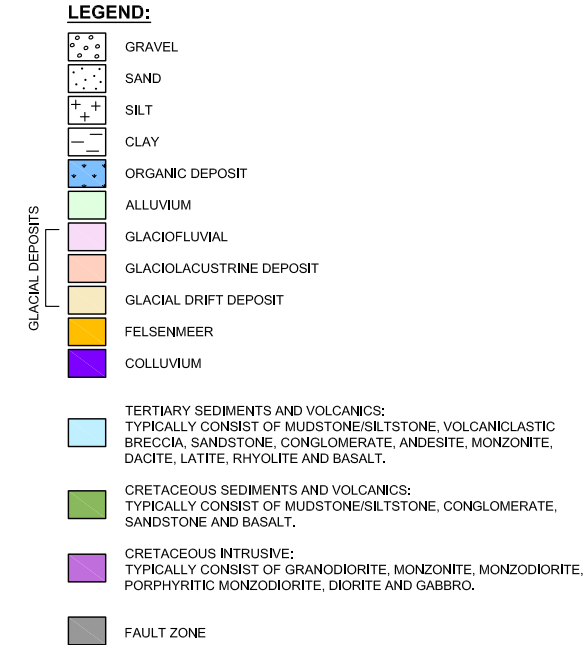 LEGEND:
GRAVEL
SAND
SILT
CLAY
ORGANIC DEPOSIT
ALLUVIUM
GLACIAL DEPOSITS
GLACIOFLUVIAL
GLACIOLACUSTRINE DEPOSIT
GLACIAL DRIFT DEPOSIT
FELSENMEER
COLLUVIUM
TERTIARY SEDIMENTS AND VOLCANICS:
TYPICALLY CONSIST OF MUDSTONE/SILTSTONE, VOLCANICLASTIC
BRECCIA, SANDSTONE, CONGLOMERATE, ANDESITE, MONZONITE,
DACITE, LATITE, RHYOLITE AND BASALT.
CRETACEOUS SEDIMENTS AND VOLCANICS:
TYPICALLY CONSIST OF MUDSTONE/SILTSTONE, CONGLOMERATE,
SANDSTONE AND BASALT.
CRETACEOUS INTRUSIVE:
TYPICALLY CONSIST OF GRANODIORITE, MONZONITE, MONZODIORITE,
PORPHYRITIC MONZODIORITE, DIORITE AND GABBRO.
FAULT ZONE